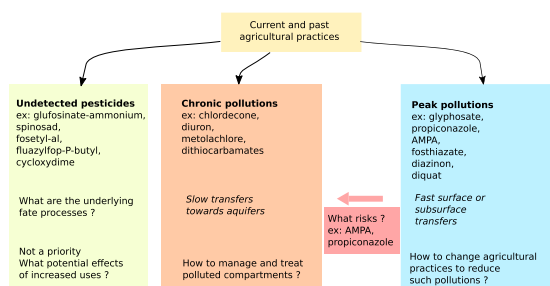 Current and past
agricultural practices
Undetected pesticides
ex: glufosinate-ammonium,
spinosad,
fosetyl-al,
fluazylfop-P-butyl,
cycloxydime
What are the underlying
fate processes ?
Not a priority
What potential effects
of increased uses ?
Chronic pollutions
ex: chlordecone,
diuron,
metolachlore,
dithiocarbamates
Slow transfers
towards aquifers
How to manage and treat
polluted compartments ?
What risks ?
ex: AMPA,
propiconazole
Peak pollutions
ex: glyphosate,
propiconazole,
AMPA,
fosthiazate,
diazinon,
diquat
Fast surface or
subsurface
transfers
How to change agricultural
practices to reduce
such pollutions ?